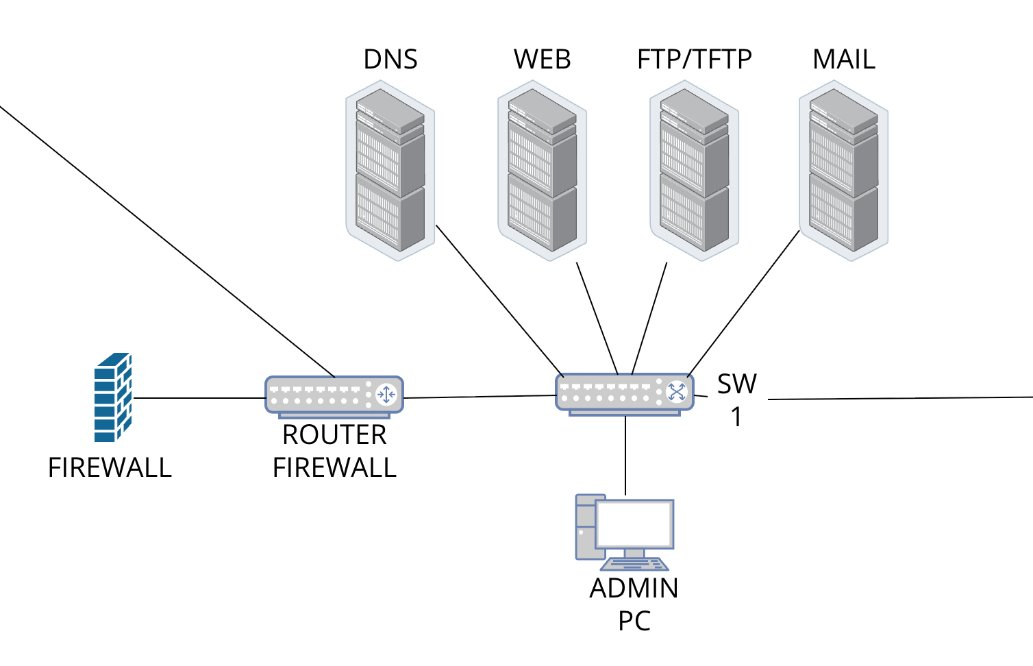 DNS
WEB
FTP/TFTP
MAIL
SW
1
ROUTER
FIREWALL
FIREWALL
ADMIN
PC